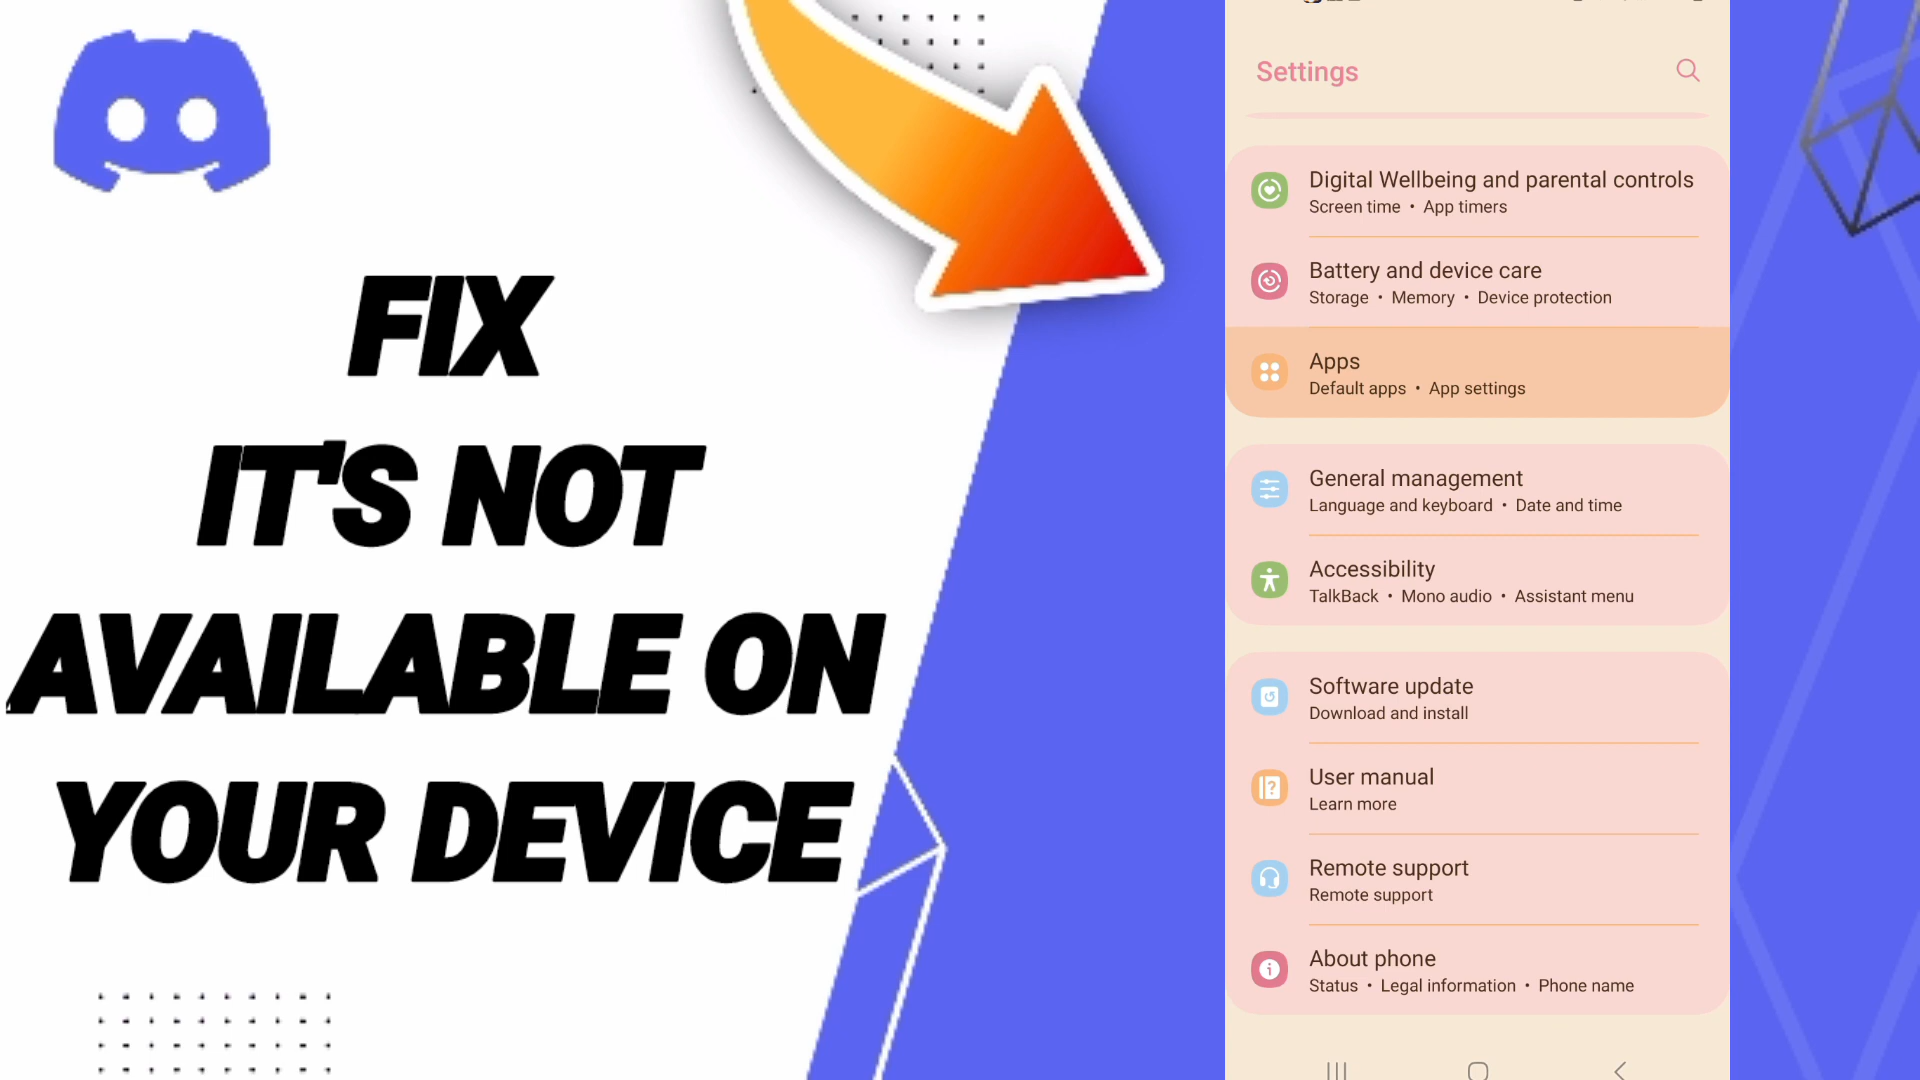 FIX
IT'S NOT
AVAILABLE ON
YOUR DEVICE
Settings
Digital Wellbeing and parental controls
Screen time • App timers
Battery and device care
Storage • Memory • Device protection
Apps
Default apps • App settings
General management
Language and keyboard • Date and time
Accessibility
TalkBack • Mono audio • Assistant menu
Software update
Download and install
User manual
Learn more
Remote support
Remote support
About phone
Status • Legal information • Phone name